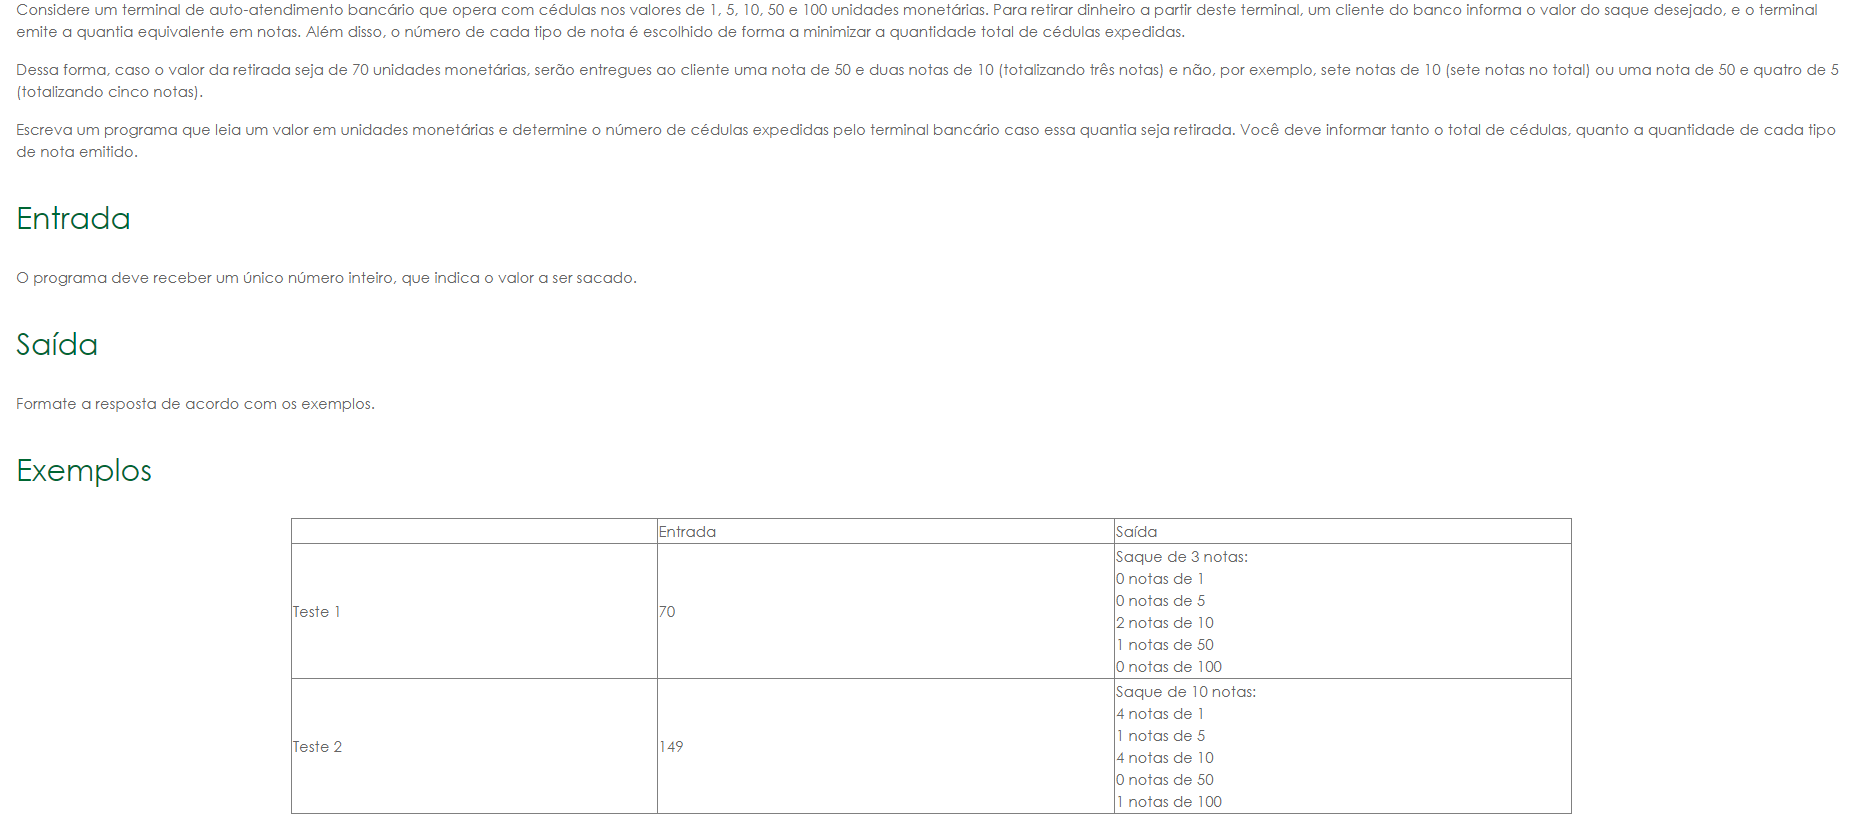 Considere um terminal de auto-atendimento bancário que opera com cédulas nos valores de 1, 5, 10, 50 e 100 unidades monetárias. Para retirar dinheiro a partir deste terminal, um cliente do banco informa o valor do saque desejado, e o terminal
emite a quantia equivalente em notas. Além disso, o número de cada tipo de nota é escolhido de forma a minimizar a quantidade total de cédulas expedidas.
Dessa forma, caso o valor da retirada seja de 70 unidades monetárias, serão entregues ao cliente uma nota de 50 e duas notas de 10 (totalizando três notas) e não, por exemplo, sete notas de 10 (sete notas no total) ou uma nota de 50 e quatro de 5
(totalizando cinco notas).
Escreva um programa que leia um valor em unidades monetárias e determine o número de cédulas expedidas pelo terminal bancário caso essa quantia seja retirada. Você deve informar tanto o total de cédulas, quanto a quantidade de cada tipo
de nota emitido.
Entrada
O programa deve receber um único número inteiro, que indica o valor a ser sacado.
Saída
Formate a resposta de acordo com os exemplos.
Exemplos
Entrada Saída
Teste 1 70
Saque de 3 notas:
0 notas de 1
0 notas de 5
2 notas de 10
1 notas de 50
0 notas de 100
Teste 2 149
Saque de 10 notas:
4 notas de 1
1 notas de 5
4 notas de 10
0 notas de 50
1 notas de 100